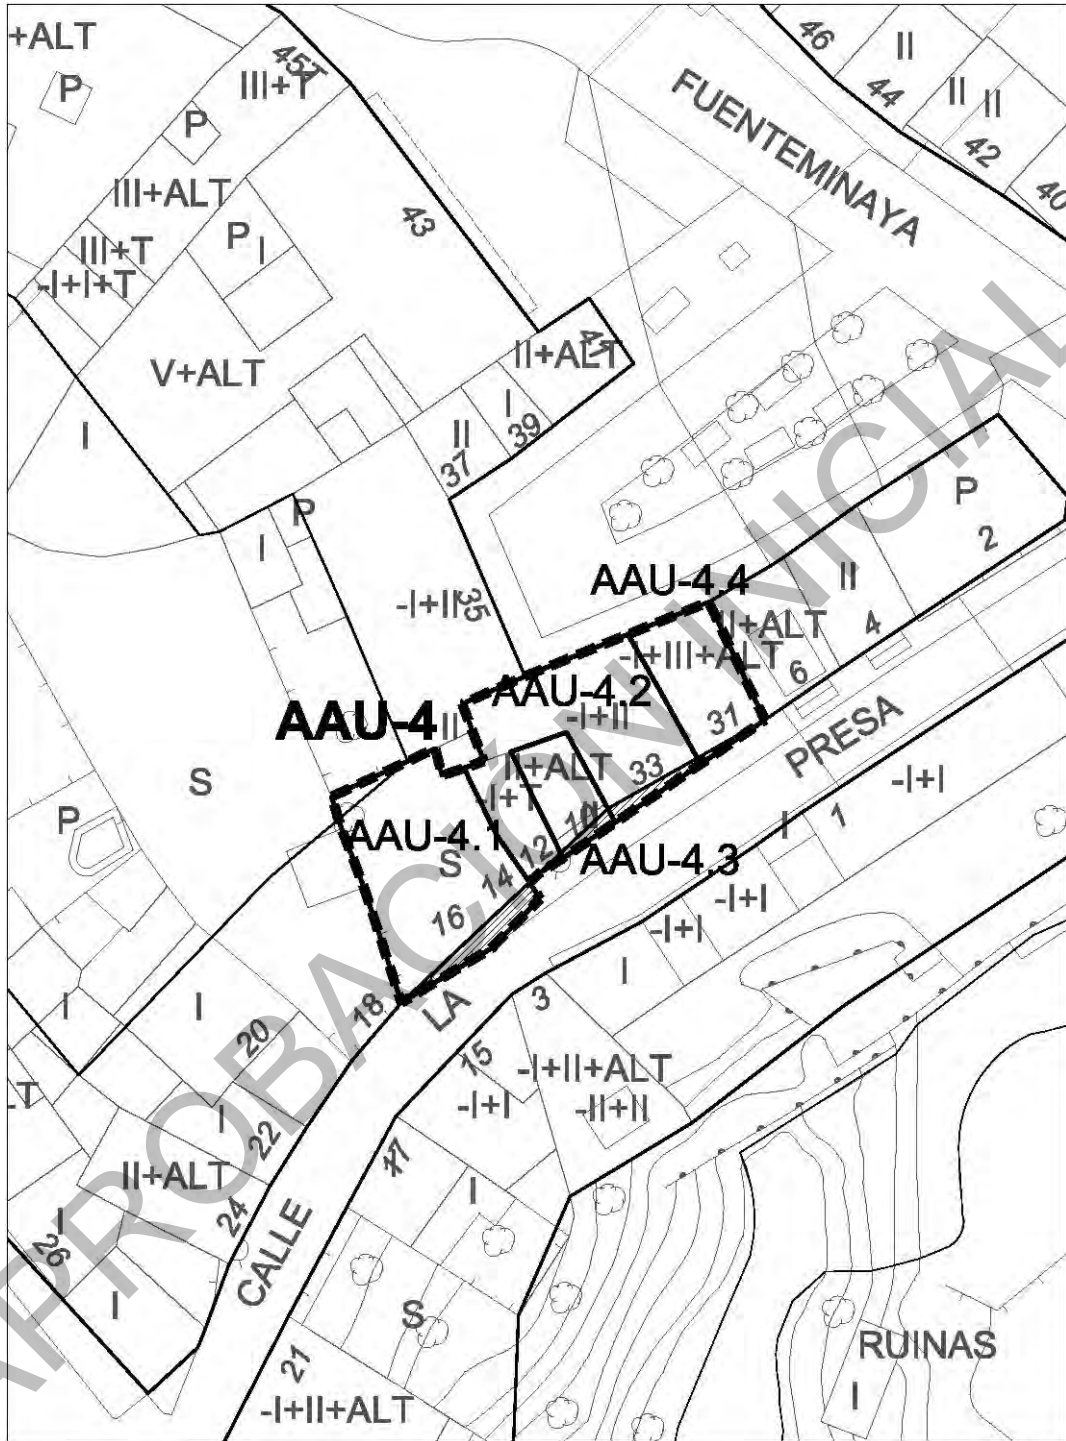 +ALT
P
45T
III+T
P
46
II
44
II
II
42
40
FUENTEMINAYA
III+ALT
P
I
43
III+T
-I+I+T
V+ALT
II+ALT
41
I
II
39
37
I
P
I
-I+II
35
P
2
II
4
AAU-4.4
II+ALT
6
-I+III+ALT
31
AAU-4.2
-I+II
33
AAU-4
II
II+ALT
-I+T
10
12
AAU-4.3
AAU-4.1
S
14
16
S
P
PRESA
-I+I
I
1
-I+I
-I+I
I
3
LA
18
I
I
20
15
-I+II+ALT
-I+I
-II+II
I
22
II+ALT
24
17
I
I
26
I
CALLE
S
21
-I+II+ALT
RUINAS
I
APROBACIÓN INICIAL